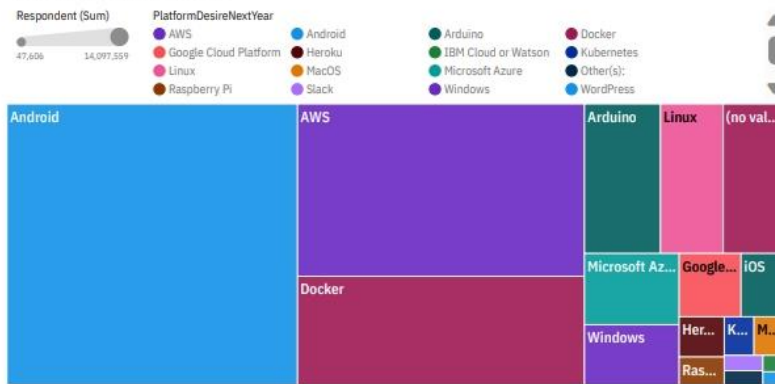 Respondent (Sum)
47,606 14,097,559
PlatformDesireNextYear
AWS Android Arduino Docker
Google Cloud Platform Heroku IBM Cloud or Watson Kubernetes
Linux MacOS Microsoft Azure Other(s):
Raspberry Pi Slack Windows WordPress
Android AWS Arduino Linux (no val...
Microsoft Az... Google... iOS
Docker
Her... K... M...
Windows
Ras...